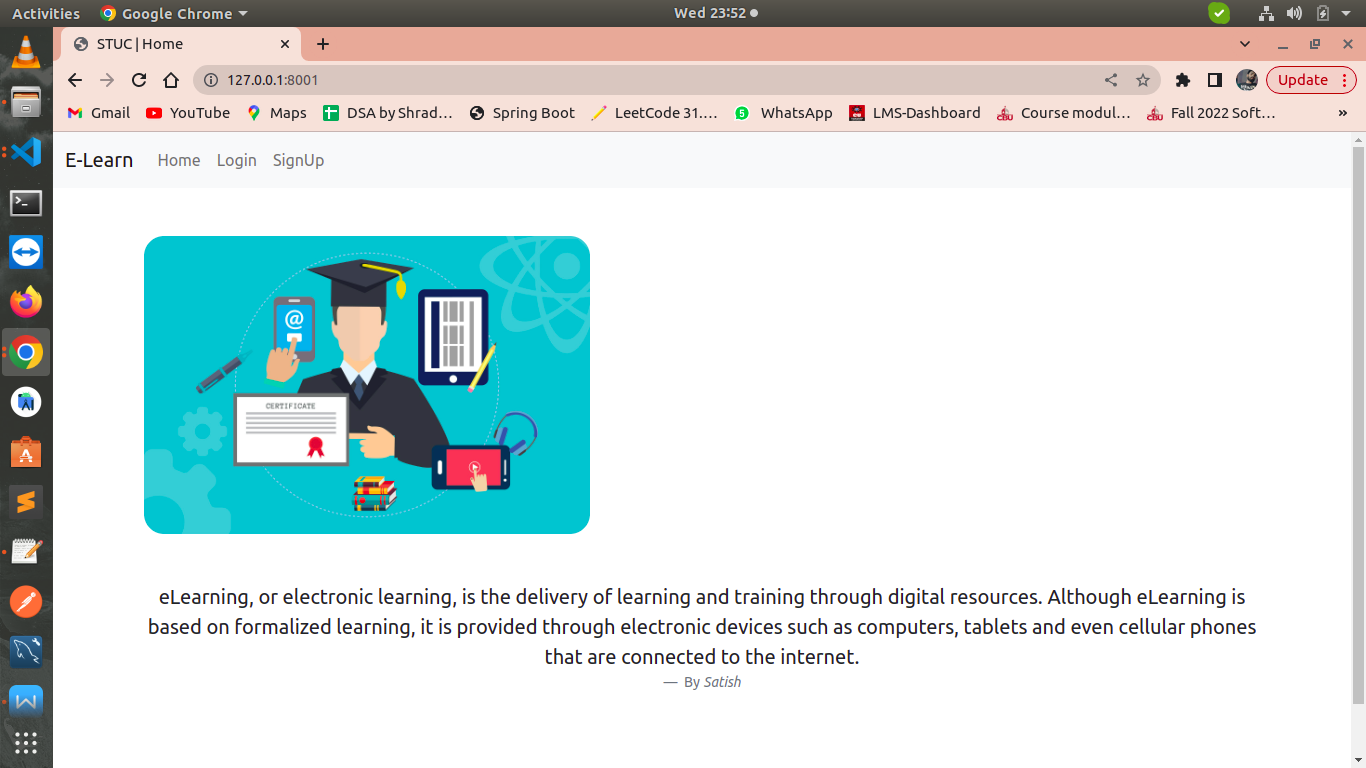 Activities Google Chrome Wed 23:52
STUC | Home
127.0.0.1:8001 Update
Gmail YouTube Maps DSA by Shrad… Spring Boot LeetCode 31.… WhatsApp LMS-Dashboard Course modul… Fall 2022 Soft… »
E-Learn Home Login SignUp
@
CERTIFICATE
eLearning, or electronic learning, is the delivery of learning and training through digital resources. Although eLearning is
based on formalized learning, it is provided through electronic devices such as computers, tablets and even cellular phones
that are connected to the internet.
— By Satish